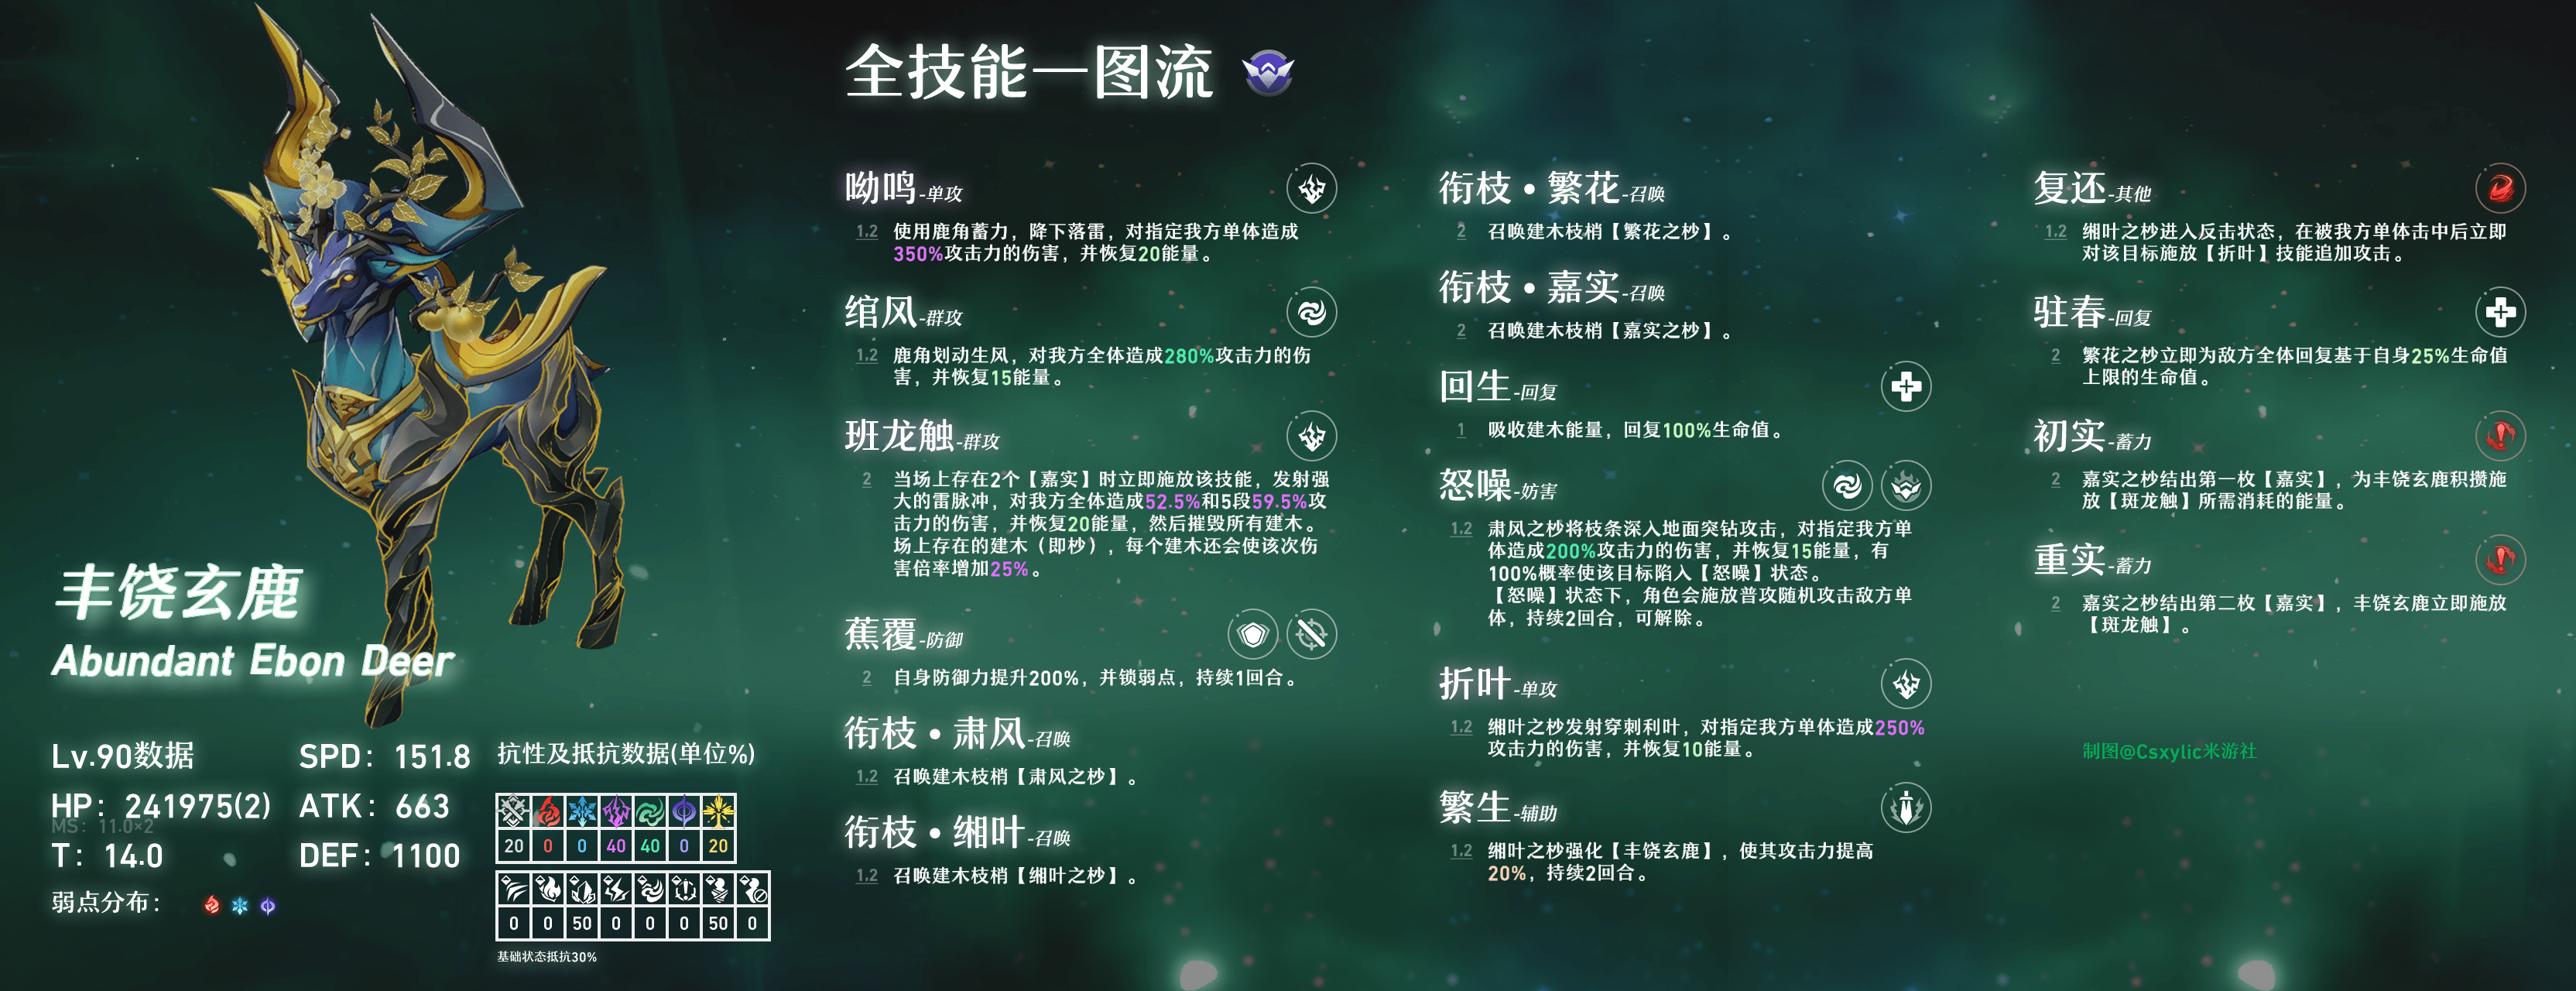 全技能一图流
丰饶玄鹿
Abundant Ebon Deer
Lv.90数据
SPD：151.8
HP：241975(2)
ATK：663
MS：11.0×2
T：14.0
DEF：1100
弱点分布：
抗性及抵抗数据(单位%)
20 0 0 40 40 0 20
0 0 50 0 0 0 50 0
基础状态抵抗30%
呦鸣-单攻
1.2 使用鹿角蓄力，降下落雷，对指定我方单体造成
350%攻击力的伤害，并恢复20能量。
绾风-群攻
1.2 鹿角划动生风，对我方全体造成280%攻击力的伤
害，并恢复15能量。
班龙触-群攻
2 当场上存在2个【嘉实】时立即施放该技能，发射强
大的雷脉冲，对我方全体造成52.5%和5段59.5%攻
击力的伤害，并恢复20能量，然后摧毁所有建木。
场上存在的建木（即杪），每个建木还会使该次伤
害倍率增加25%。
蕉覆-防御
2 自身防御力提升200%，并锁弱点，持续1回合。
衔枝·肃风-召唤
1.2 召唤建木枝梢【肃风之杪】。
衔枝·缃叶-召唤
1.2 召唤建木枝梢【缃叶之杪】。
衔枝·繁花-召唤
2 召唤建木枝梢【繁花之杪】。
衔枝·嘉实-召唤
2 召唤建木枝梢【嘉实之杪】。
回生-回复
1 吸收建木能量，回复100%生命值。
怒噪-妨害
1.2 肃风之杪将枝条深入地面突钻攻击，对指定我方单
体造成200%攻击力的伤害，并恢复15能量，有
100%概率使该目标陷入【怒噪】状态。
【怒噪】状态下，角色会施放普攻随机攻击敌方单
体，持续2回合，可解除。
折叶-单攻
1.2 缃叶之杪发射穿刺利叶，对指定我方单体造成250%
攻击力的伤害，并恢复10能量。
繁生-辅助
1.2 缃叶之杪强化【丰饶玄鹿】，使其攻击力提高
20%，持续2回合。
复还-其他
1.2 缃叶之杪进入反击状态，在被我方单体击中后立即
对该目标施放【折叶】技能追加攻击。
驻春-回复
2 繁花之杪立即为敌方全体回复基于自身25%生命值
上限的生命值。
初实-蓄力
2 嘉实之杪结出第一枚【嘉实】，为丰饶玄鹿积攒施
放【斑龙触】所需消耗的能量。
重实-蓄力
2 嘉实之杪结出第二枚【嘉实】，丰饶玄鹿立即施放
【斑龙触】。
制图@Csxylic米游社